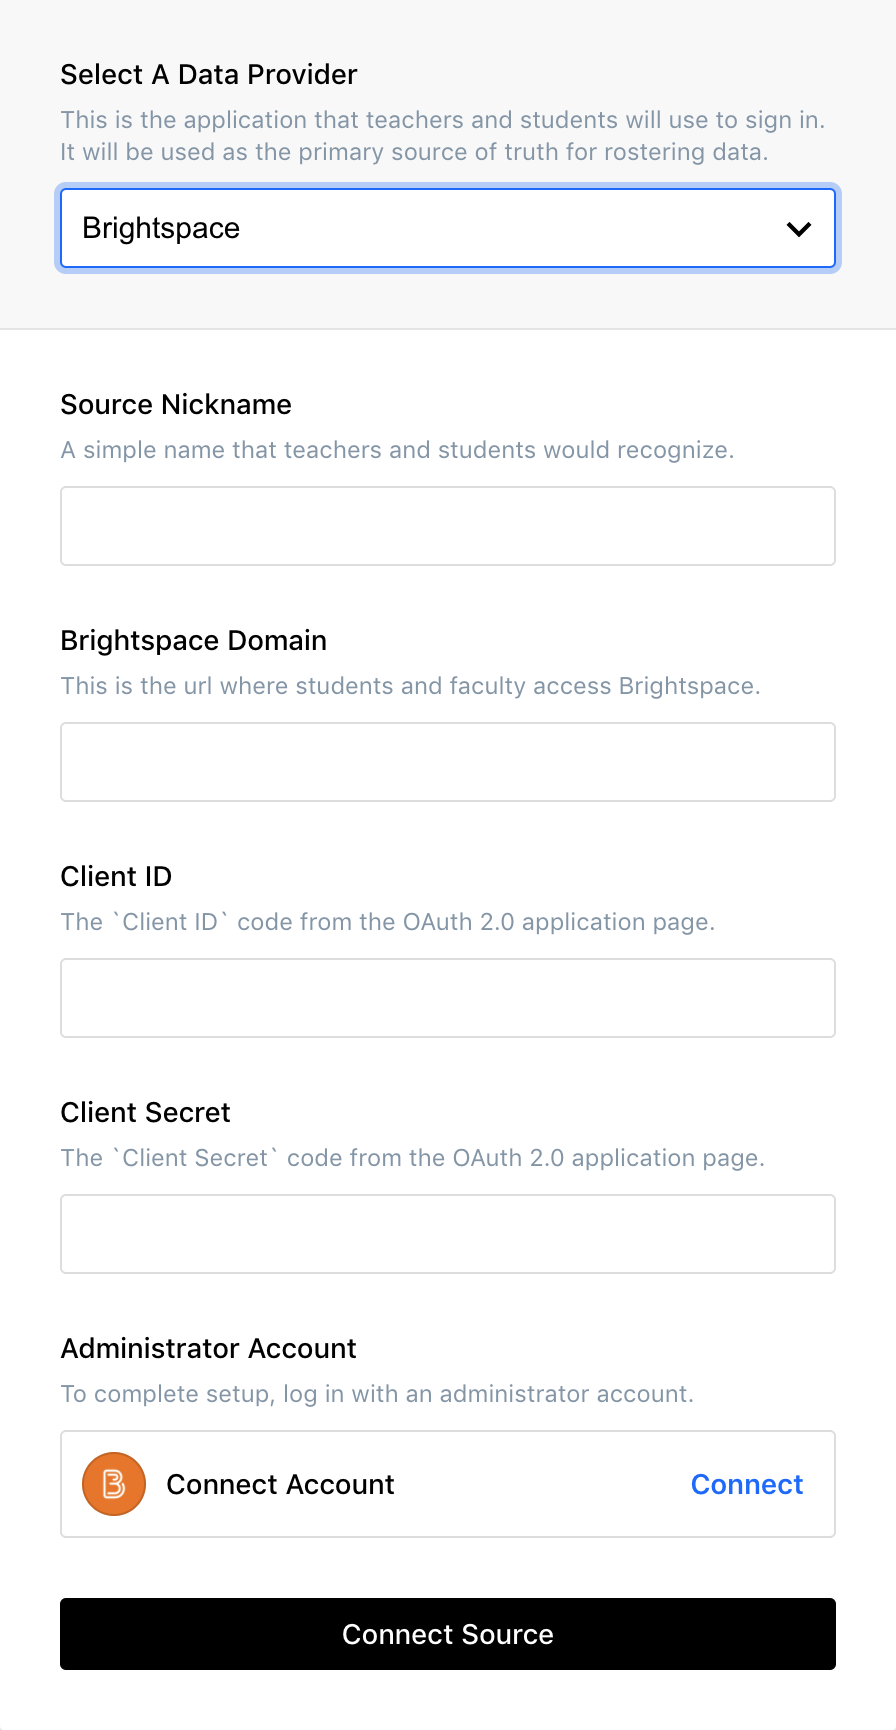 Select A Data Provider
This is the application that teachers and students will use to sign in.
It will be used as the primary source of truth for rostering data.
Brightspace
Source Nickname
A simple name that teachers and students would recognize.
Brightspace Domain
This is the url where students and faculty access Brightspace.
Client ID
The `Client ID` code from the OAuth 2.0 application page.
Client Secret
The `Client Secret` code from the OAuth 2.0 application page.
Administrator Account
To complete setup, log in with an administrator account.
B Connect Account Connect
Connect Source